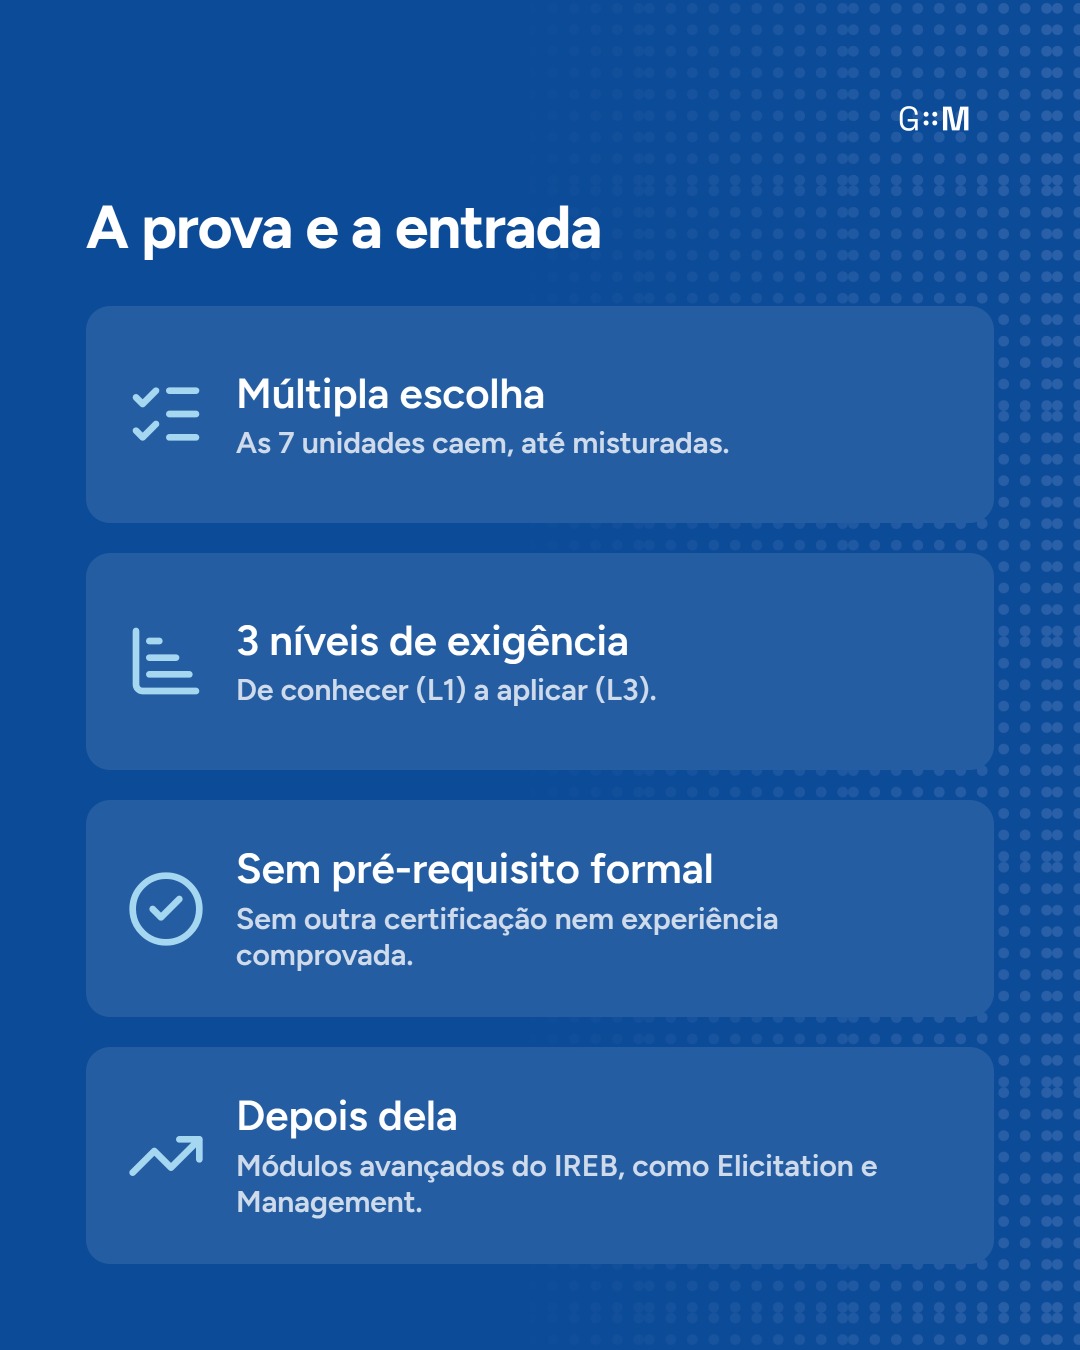 G::M
A prova e a entrada
Múltipla escolha
As 7 unidades caem, até misturadas.
3 níveis de exigência
De conhecer (L1) a aplicar (L3).
Sem pré-requisito formal
Sem outra certificação nem experiência
comprovada.
Depois dela
Módulos avançados do IREB, como Elicitation e
Management.